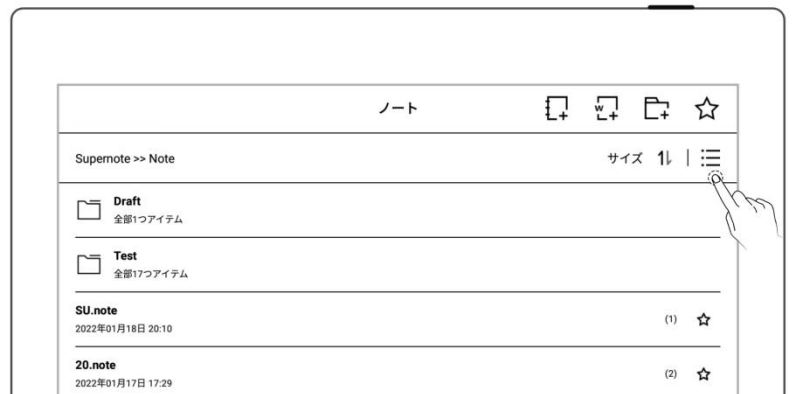 ノート
W
Supernote >> Note
サイズ
Draft
全部1つアイテム
Test
全部17つアイテム
SU.note
2022年01月18日 20:10
(1)
20.note
2022年01月17日 17:29
(2)